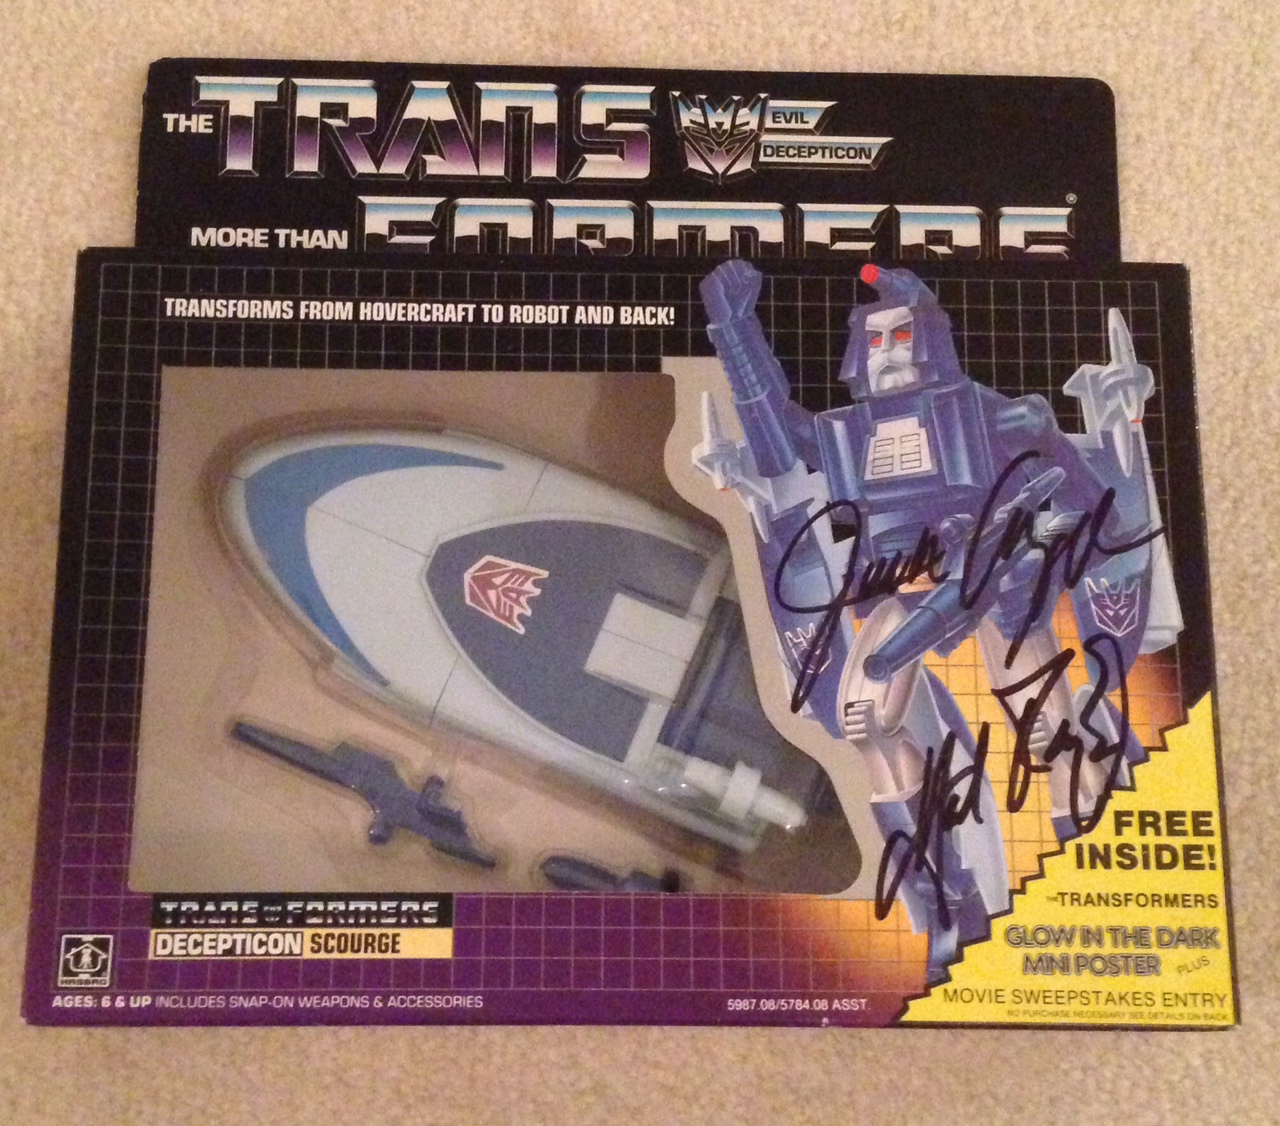 THE TRANS EVIL
DECEPTICON
MORE THAN FORMERS®
TRANSFORMS FROM HOVERCRAFT TO ROBOT AND BACK!
FREE
INSIDE!
THE TRANSFORMERS
GLOW IN THE DARK
MINI POSTER PLUS
MOVIE SWEEPSTAKES ENTRY
NO PURCHASE NECESSARY SEE DETAILS ON BACK
TRANSFORMERS
DECEPTICON SCOURGE
HASBRO
AGES: 6 & UP INCLUDES SNAP-ON WEAPONS & ACCESSORIES
5987.08/5784.08 ASST.